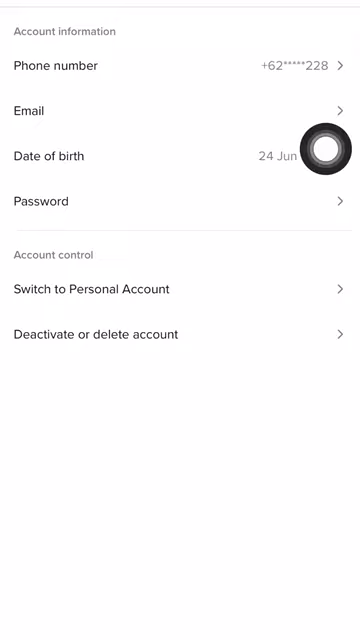 Account information
Phone number +62*****228
Email
Date of birth 24 Jun
Password
Account control
Switch to Personal Account
Deactivate or delete account